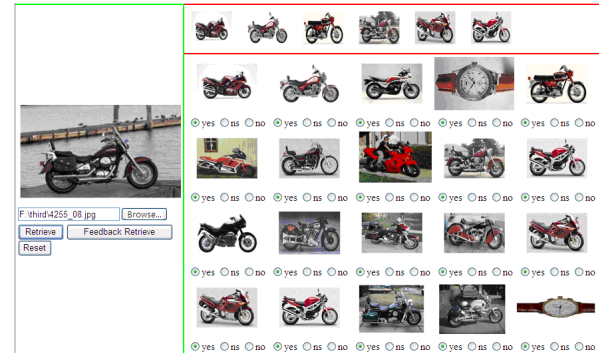 F:\third\4255_08.jpg Browse...
Retrieve Feedback Retrieve
Reset
yes ns no yes ns no yes ns no yes ns no yes ns no
yes ns no yes ns no yes ns no yes ns no yes ns no
yes ns no yes ns no yes ns no yes ns no yes ns no
yes ns no yes ns no yes ns no yes ns no yes ns no